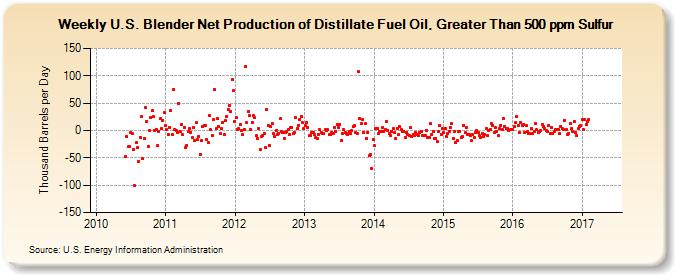 Weekly U.S. Blender Net Production of Distillate Fuel Oil, Greater Than 500 ppm Sulfur
Thousand Barrels per Day
150
100
50
0
-50
-100
-150
2010 2011 2012 2013 2014 2015 2016 2017
Source: U.S. Energy Information Administration